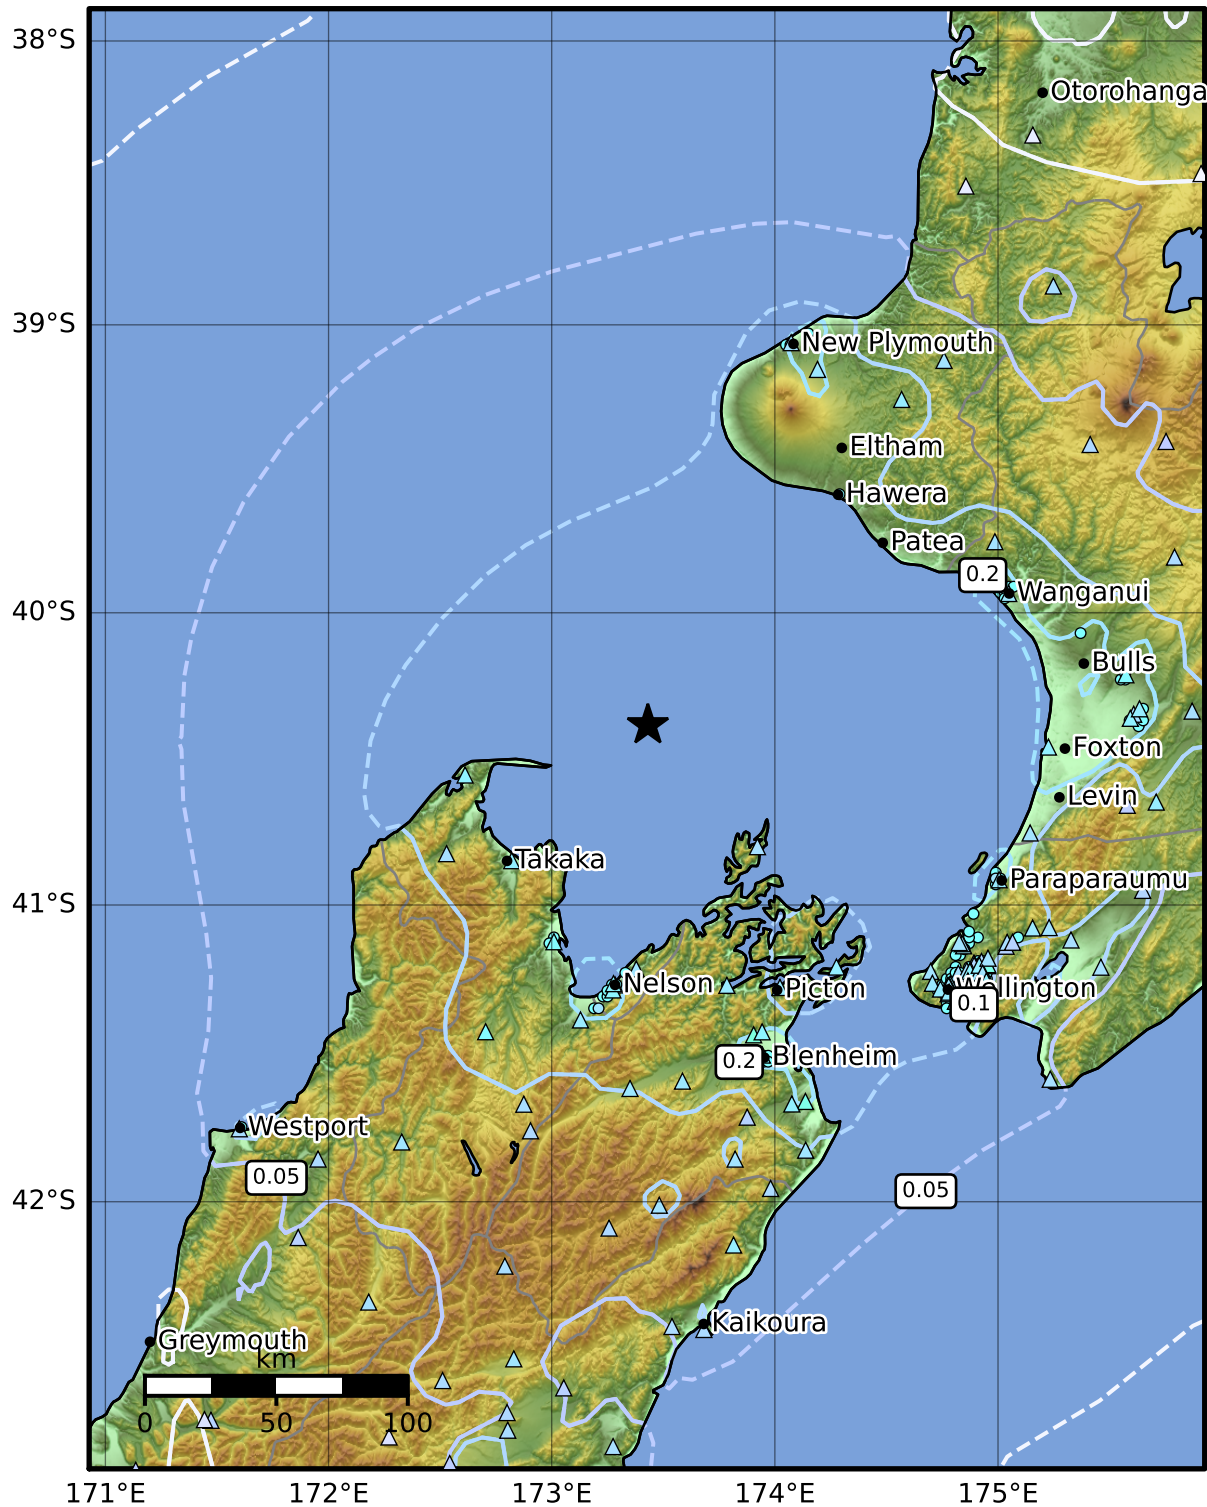 38°S
Otorohanga
39°S
New Plymouth
Eltham
Hawera
Patea
0.2
Wanganui
40°S
Bulls
Foxton
Levin
Takaka
Paraparaumu
41°S
Nelson
Picton
Wellington
0.1
Blenheim
0.2
Westport
0.05
0.05
42°S
Kaikoura
Greymouth
km
0 50 100
171°E 172°E 173°E 174°E 175°E